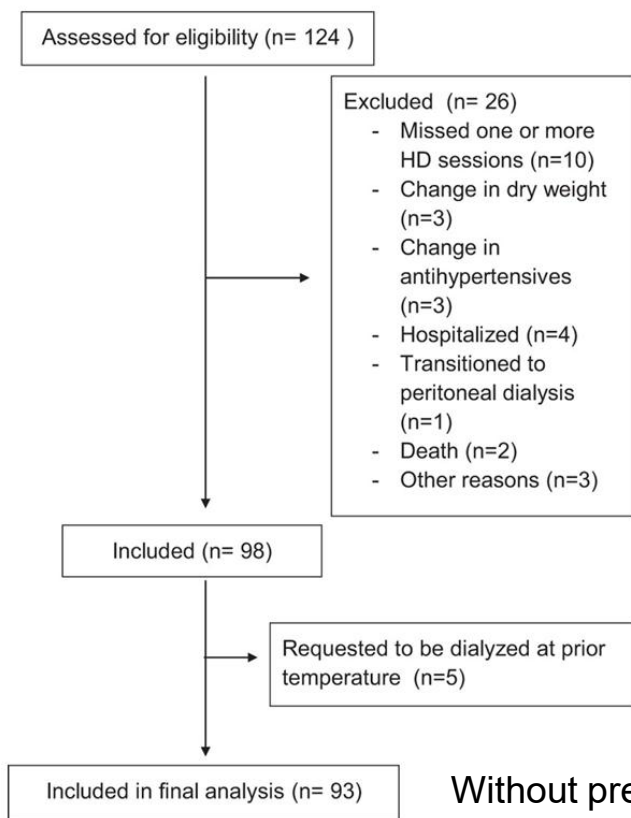 Assessed for eligibility (n= 124 )
Excluded (n= 26)
- Missed one or more
HD sessions (n=10)
- Change in dry weight
(n=3)
- Change in
antihypertensives
(n=3)
- Hospitalized (n=4)
- Transitioned to
peritoneal dialysis
(n=1)
- Death (n=2)
- Other reasons (n=3)
Included (n= 98)
Requested to be dialyzed at prior
temperature (n=5)
Included in final analysis (n= 93)
Without pre